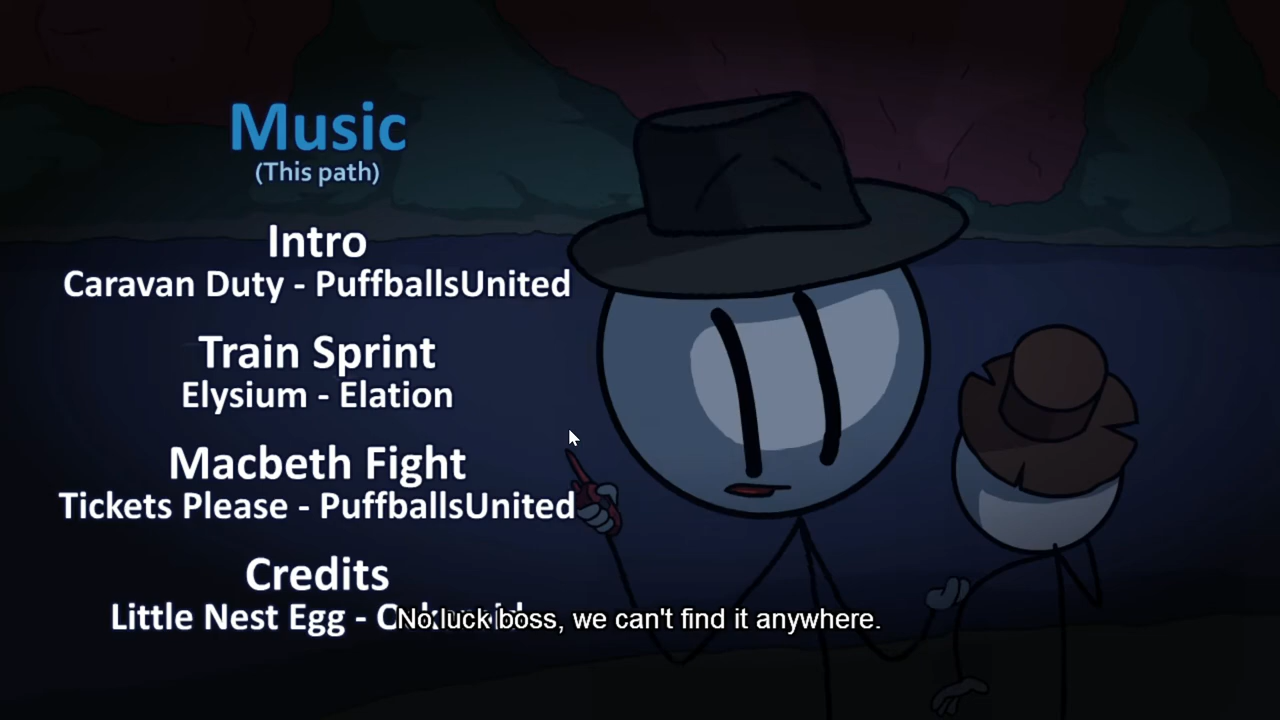 Music
(This path)
Intro
Caravan Duty - PuffballsUnited
Train Sprint
Elysium - Elation
Macbeth Fight
Tickets Please - PuffballsUnited
Credits
Little Nest Egg -
No luck boss, we can't find it anywhere.